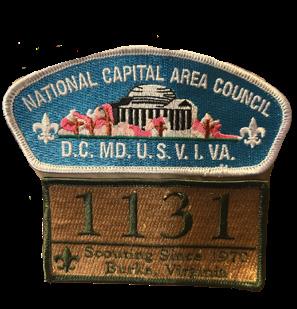 NATIONAL CAPITAL AREA COUNCIL
D.C. MD. U. S. V. I. VA.
1131
Scouting Since 1970
Burke, Virginia